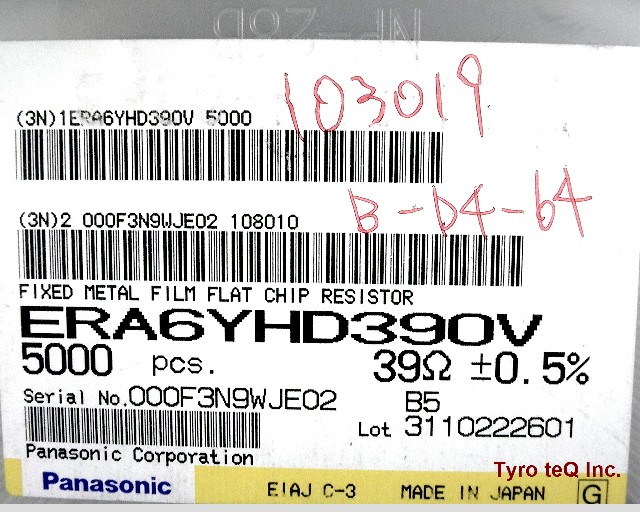 NP-Z8D
103019
(3N)1ERA6YHD390V 5000
(3N)2 000F3N9WJE02 108010
B-D4-64
FIXED METAL FILM FLAT CHIP RESISTOR
ERA6YHD390V
5000 pcs. 39Ω ±0.5%
Serial No.000F3N9WJE02 B5
Lot 3110222601
Panasonic Corporation
Panasonic EIAJ C-3 MADE IN JAPAN G
Tyro teQ Inc.